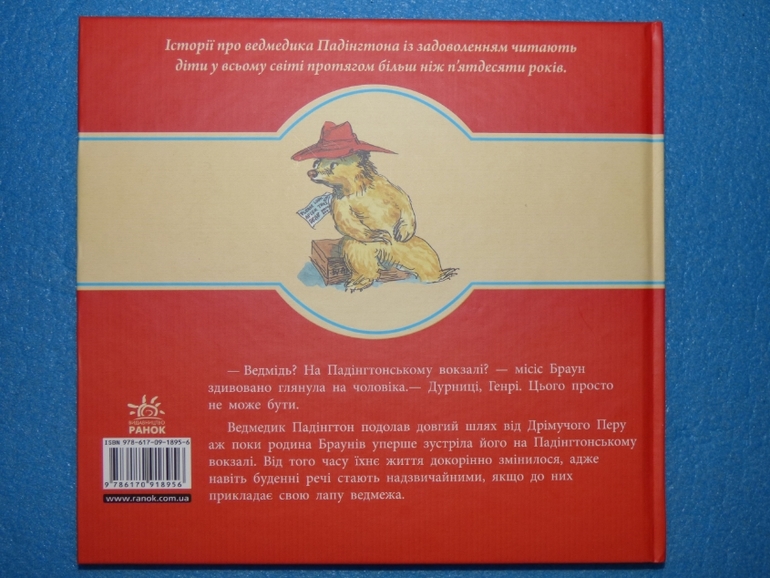 Історії про ведмедика Падінгтона із задоволенням читають
діти у всьому світі протягом більш ніж п'ятдесяти років.
— Ведмідь? На Падінгтонському вокзалі? — місіс Браун
здивовано глянула на чоловіка.— Дурниці, Генрі. Цього просто
не може бути.
Ведмедик Падінгтон подолав довгий шлях від Дрімучого Перу
аж поки родина Браунів уперше зустріла його на Падінгтонському
вокзалі. Від того часу їхнє життя докорінно змінилося, адже
навіть буденні речі стають надзвичайними, якщо до них
прикладає свою лапу ведмежа.
ВИДАВНИЦТВО
РАНОК
ISBN 978-617-09-1895-6
9 786170 918956
www.ranok.com.ua